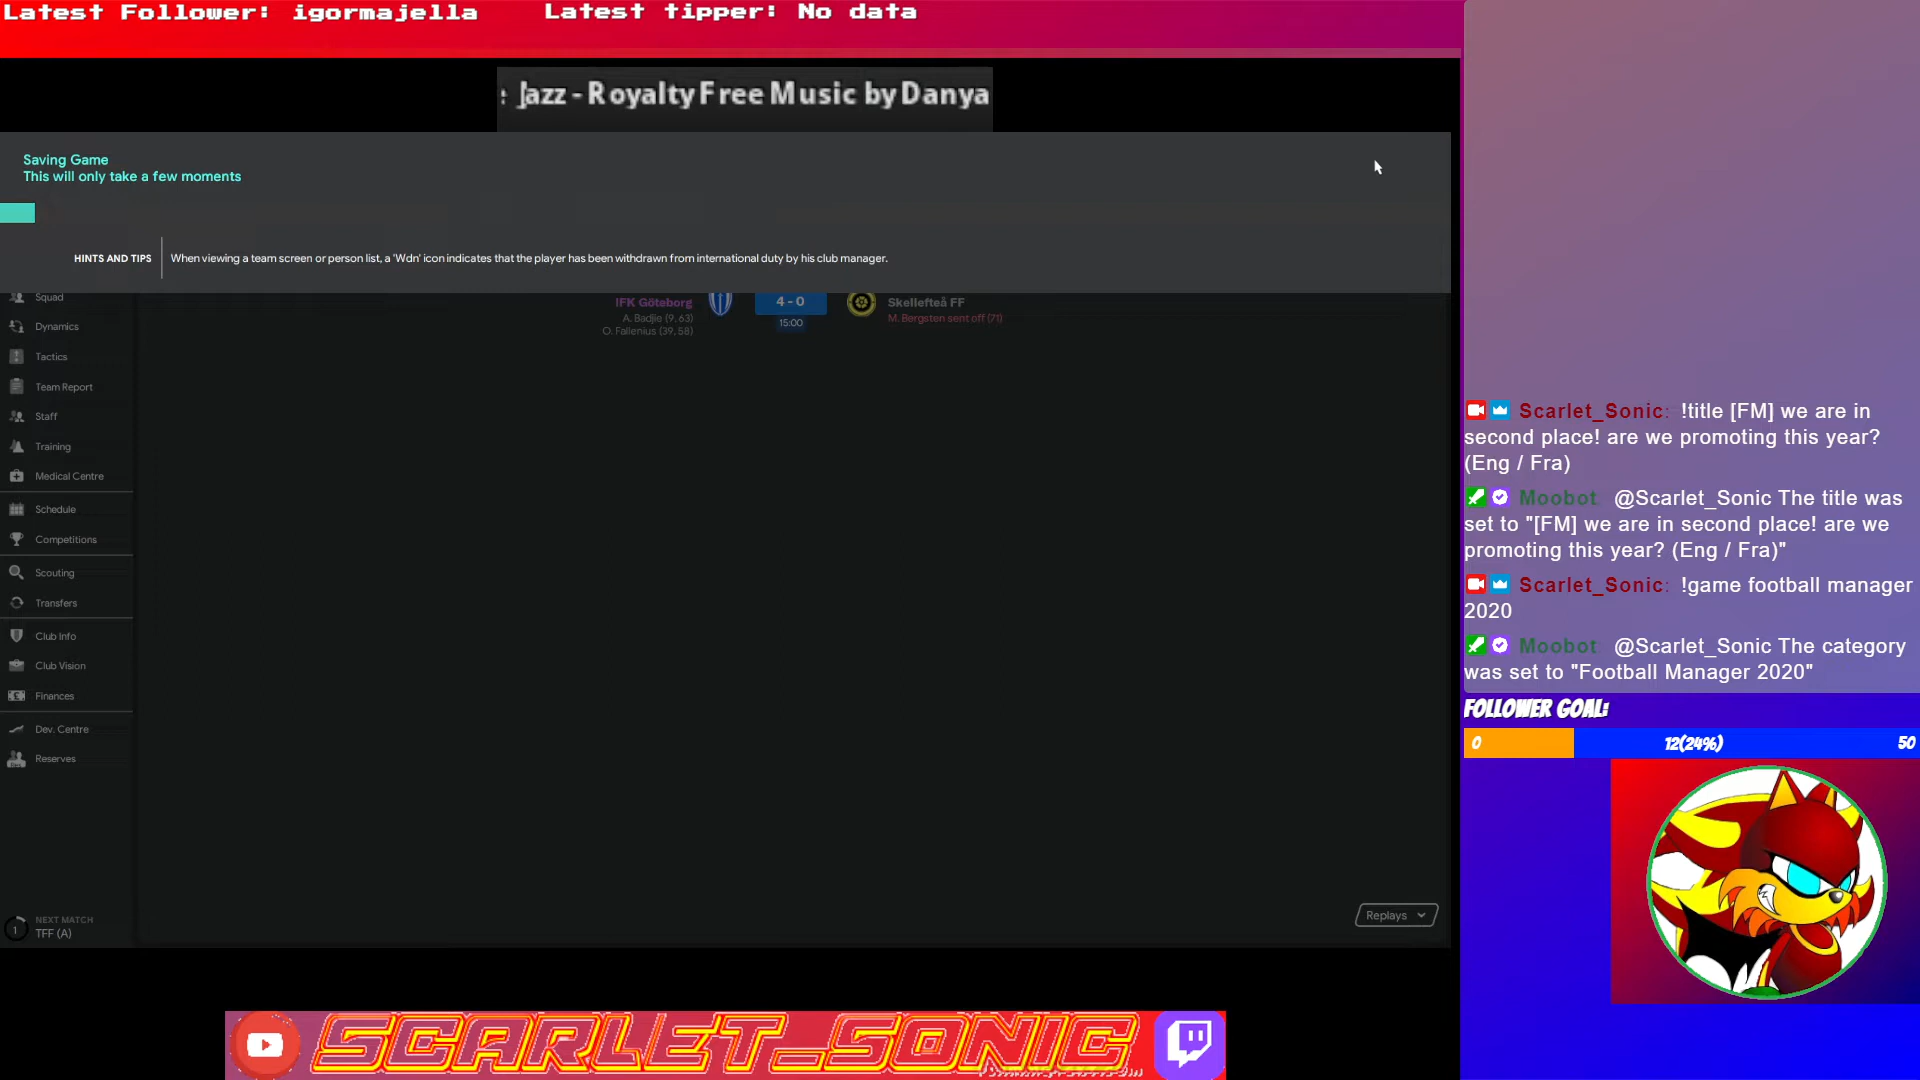 Latest Follower: igormajella    Latest tipper: No data
: Jazz - Royalty Free Music by Danya
Saving Game
This will only take a few moments
HINTS AND TIPS
When viewing a team screen or person list, a 'Wdn' icon indicates that the player has been withdrawn from international duty by his club manager.
IFK Göteborg 4 - 0 Skellefteå FF
A. Badjie (9, 63) M. Bergsten sent off (71)
O. Fallenius (39, 58) 15:00
Squad
Dynamics
Tactics
Team Report
Staff
Training
Medical Centre
Schedule
Competitions
Scouting
Transfers
Club Info
Club Vision
Finances
Dev. Centre
Reserves
1 NEXT MATCH
TFF (A)
Replays
Scarlet_Sonic: !title [FM] we are in
second place! are we promoting this year?
(Eng / Fra)
Moobot: @Scarlet_Sonic The title was
set to "[FM] we are in second place! are we
promoting this year? (Eng / Fra)"
Scarlet_Sonic: !game football manager
2020
Moobot: @Scarlet_Sonic The category
was set to "Football Manager 2020"
FOLLOWER GOAL:
0 12(24%) 50
SCARLET_SONIC